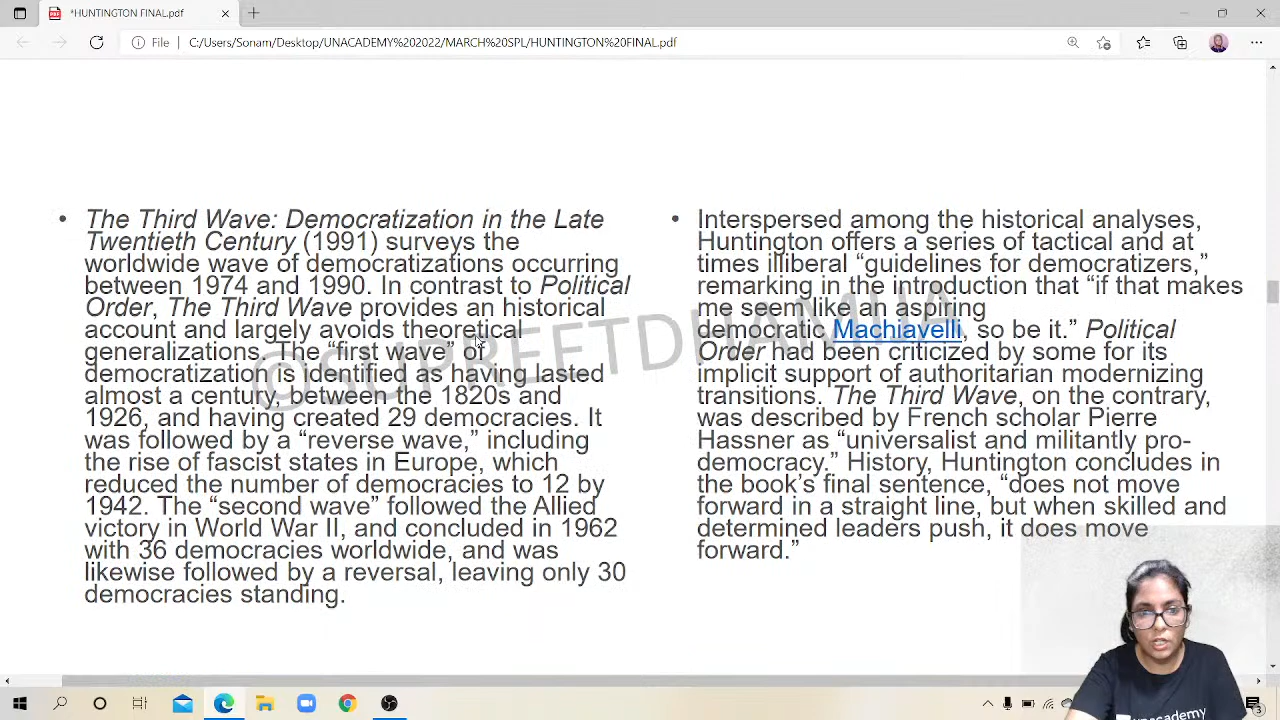 *HUNTINGTON FINAL.pdf
File | C:/Users/Sonam/Desktop/UNACADEMY%202022/MARCH%20SPL/HUNTINGTON%20FINAL.pdf
• The Third Wave: Democratization in the Late
Twentieth Century (1991) surveys the
worldwide wave of democratizations occurring
between 1974 and 1990. In contrast to Political
Order, The Third Wave provides an historical
account and largely avoids theoretical
generalizations. The “first wave” of
democratization is identified as having lasted
almost a century, between the 1820s and
1926, and having created 29 democracies. It
was followed by a “reverse wave,” including
the rise of fascist states in Europe, which
reduced the number of democracies to 12 by
1942. The “second wave” followed the Allied
victory in World War II, and concluded in 1962
with 36 democracies worldwide, and was
likewise followed by a reversal, leaving only 30
democracies standing.
• Interspersed among the historical analyses,
Huntington offers a series of tactical and at
times illiberal “guidelines for democratizers,”
remarking in the introduction that “if that makes
me seem like an aspiring
democratic Machiavelli, so be it.” Political
Order had been criticized by some for its
implicit support of authoritarian modernizing
transitions. The Third Wave, on the contrary,
was described by French scholar Pierre
Hassner as “universalist and militantly pro-
democracy.” History, Huntington concludes in
the book’s final sentence, “does not move
forward in a straight line, but when skilled and
determined leaders push, it does move
forward.”
©SUPREETDHAMIJA
unacademy
3